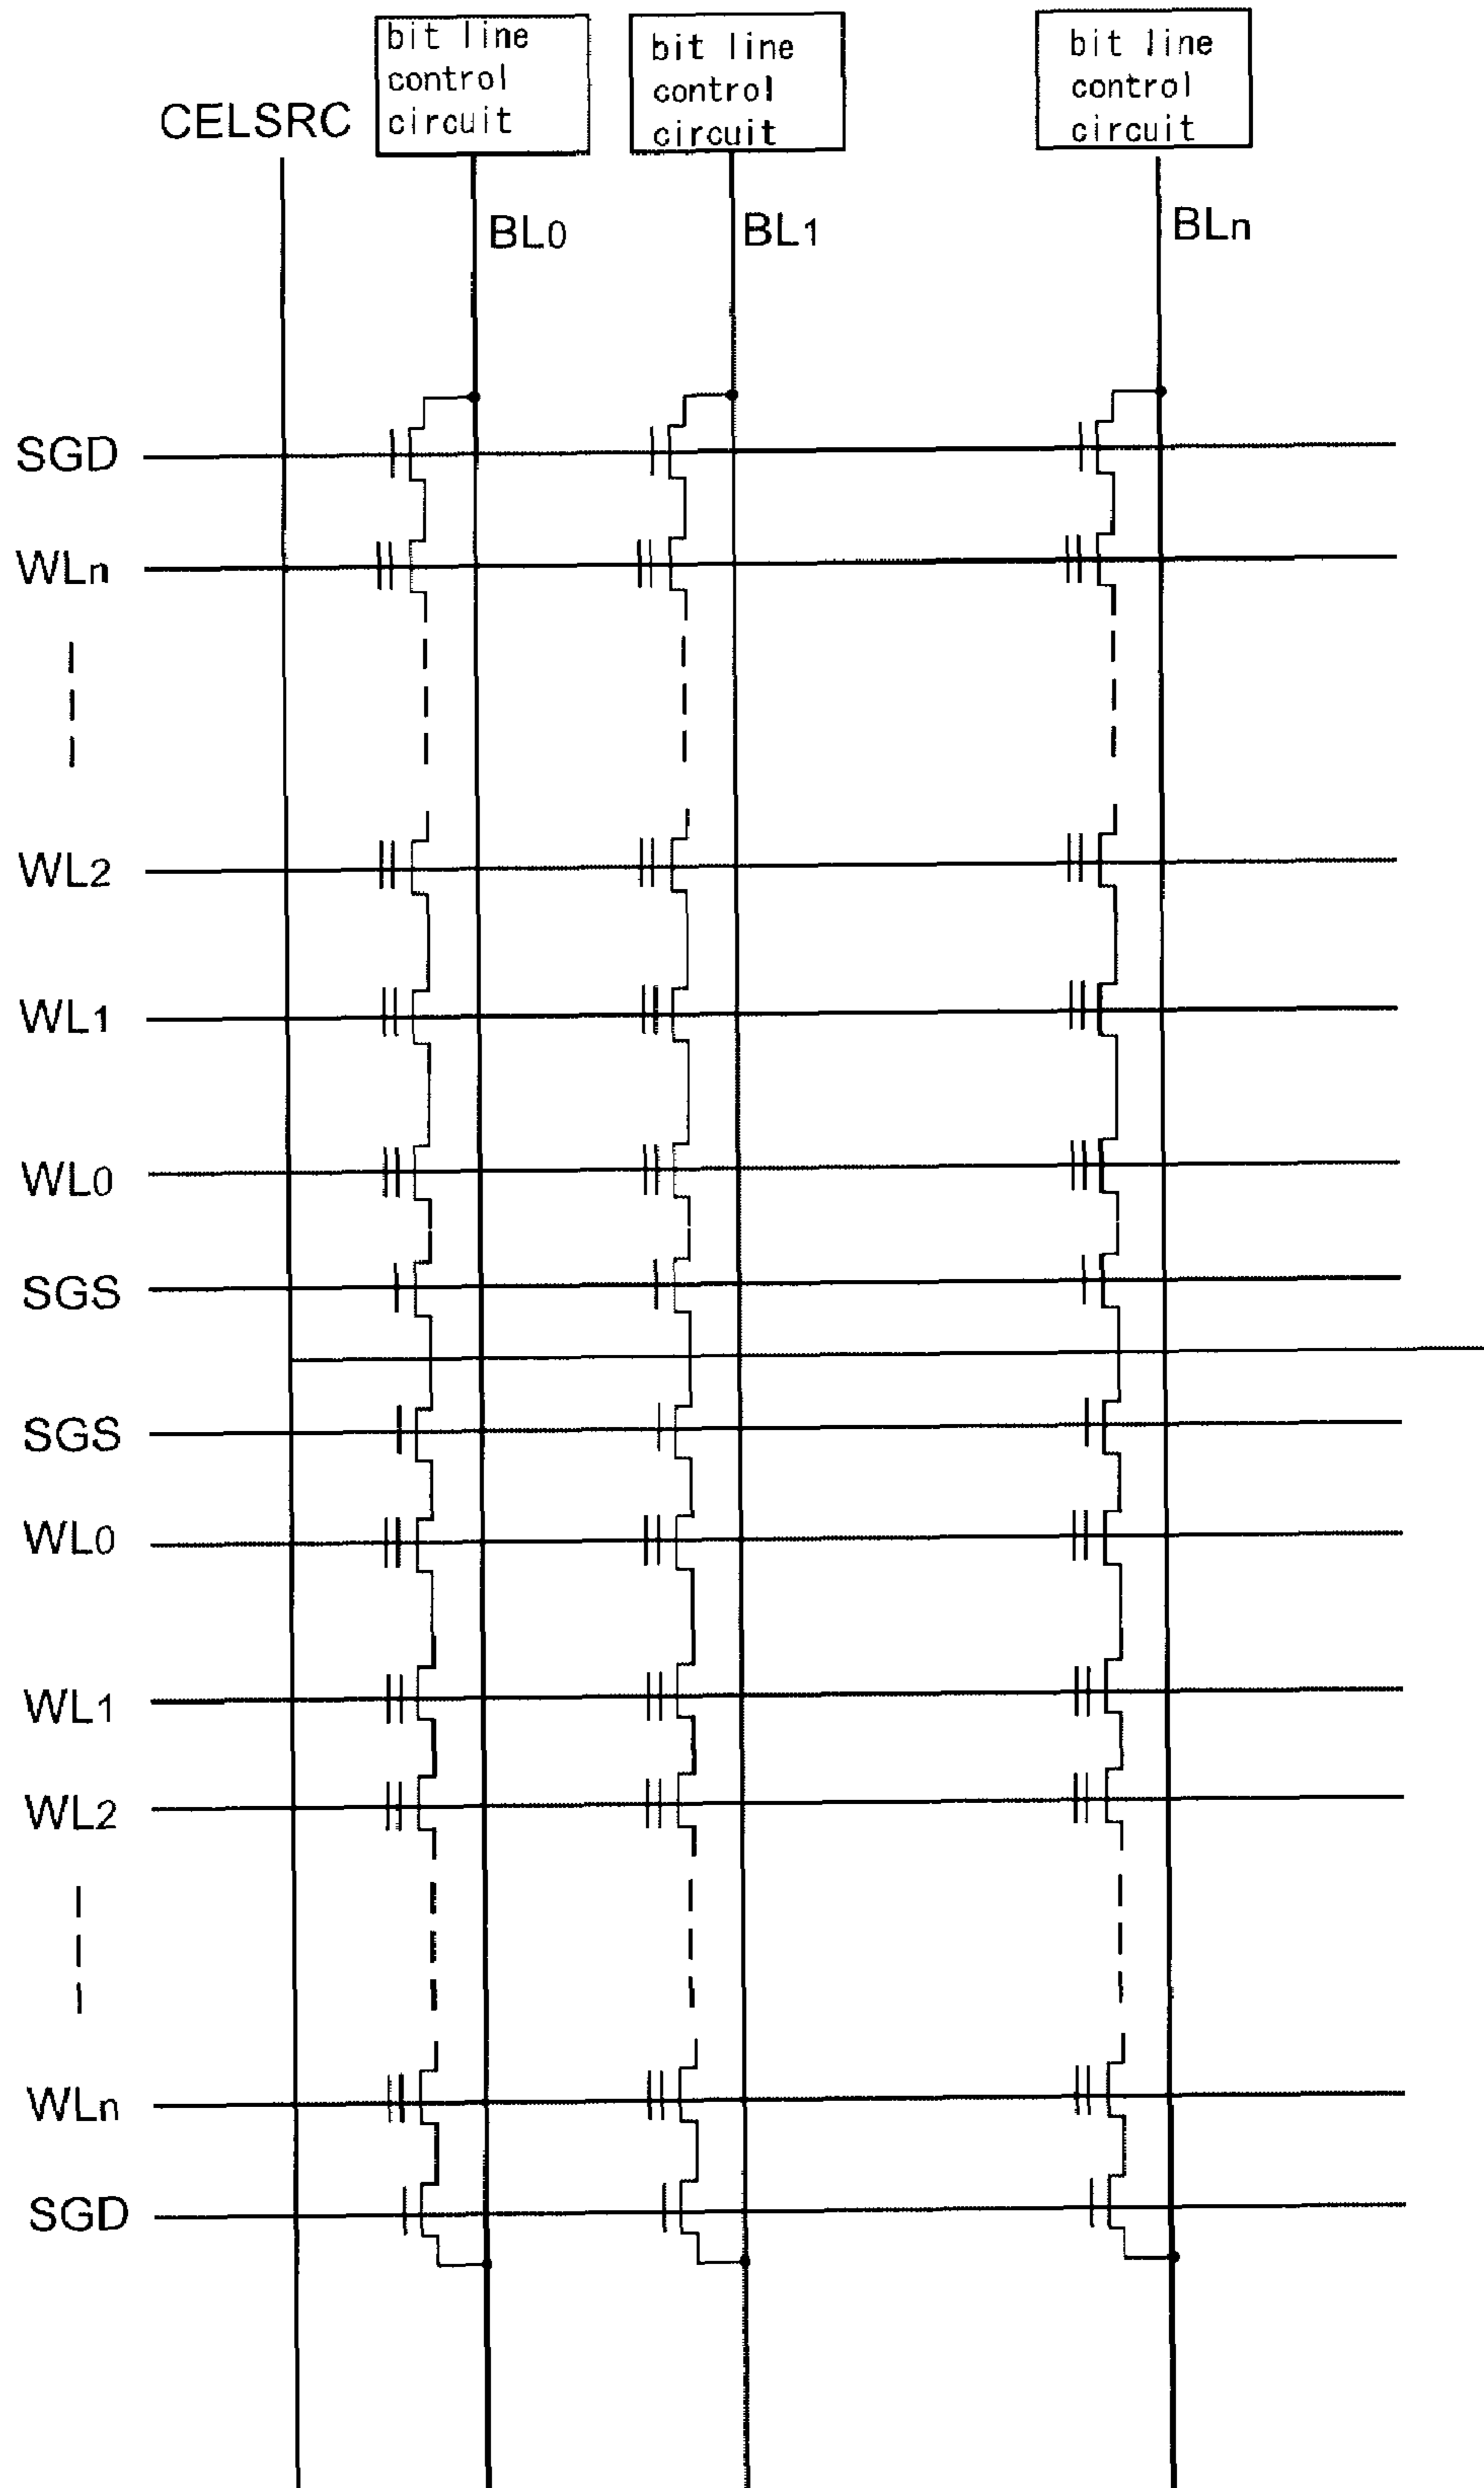 bit line
control
circuit
bit line
control
circuit
bit line
control
circuit
CELSRC
BL0
BL1
BLn
SGD
WLn
WL2
WL1
WL0
SGS
SGS
WL0
WL1
WL2
WLn
SGD